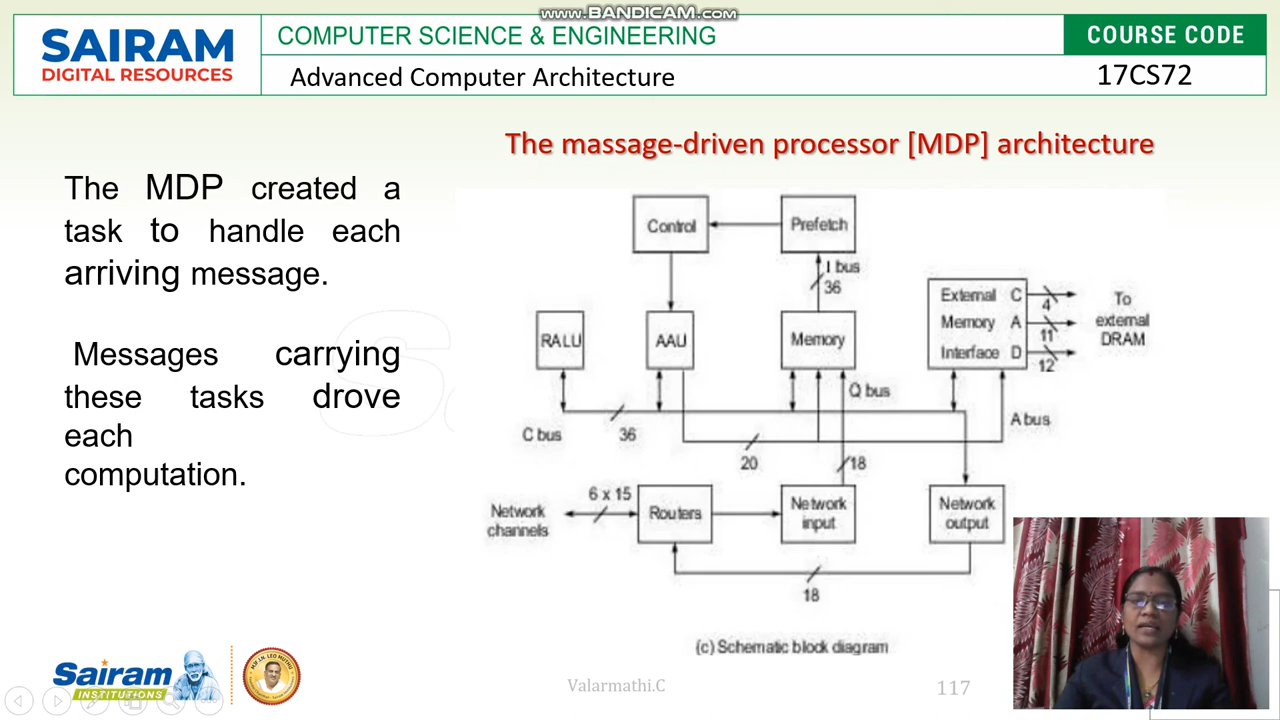 www.BANDICAM.com
SAIRAM
DIGITAL RESOURCES
COMPUTER SCIENCE & ENGINEERING
COURSE CODE
Advanced Computer Architecture
17CS72
The massage-driven processor [MDP] architecture
The MDP created a
task to handle each
arriving message.
Messages carrying
these tasks drove
each
computation.
Control
Prefetch
I bus
36
RALU
AAU
Memory
External C
Memory A
Interface D
4
11
12
To
external
DRAM
Q bus
C bus
36
A bus
20
18
Network
channels
6 x 15
Routers
Network
input
Network
output
18
(c) Schematic block diagram
Sairam
INSTITUTIONS
Valarmathi.C
117